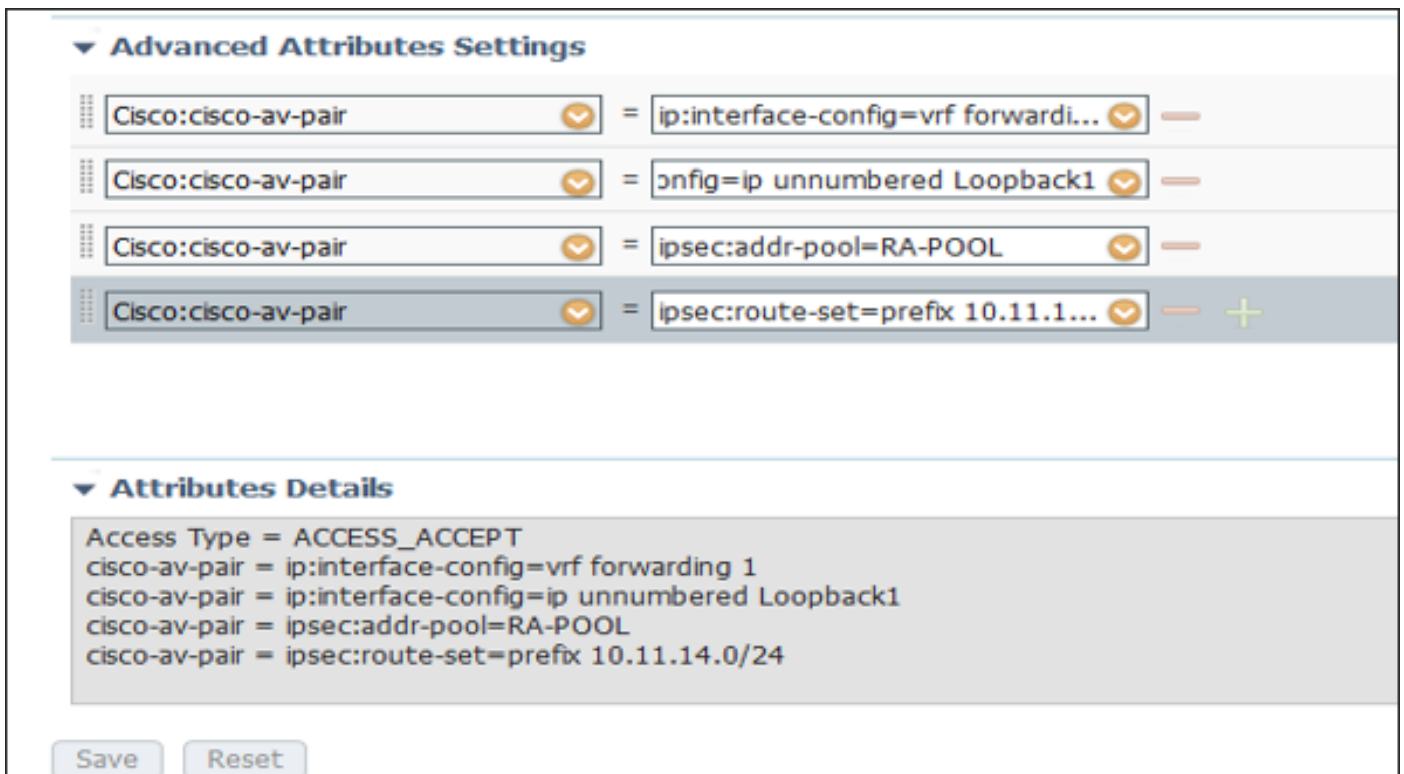 Advanced Attributes Settings
Cisco:cisco-av-pair = ip:interface-config=vrf forwardi...
Cisco:cisco-av-pair = onfig=ip unnumbered Loopback1
Cisco:cisco-av-pair = ipsec:addr-pool=RA-POOL
Cisco:cisco-av-pair = ipsec:route-set=prefix 10.11.1...
Attributes Details
Access Type = ACCESS_ACCEPT
cisco-av-pair = ip:interface-config=vrf forwarding 1
cisco-av-pair = ip:interface-config=ip unnumbered Loopback1
cisco-av-pair = ipsec:addr-pool=RA-POOL
cisco-av-pair = ipsec:route-set=prefix 10.11.14.0/24
Save Reset